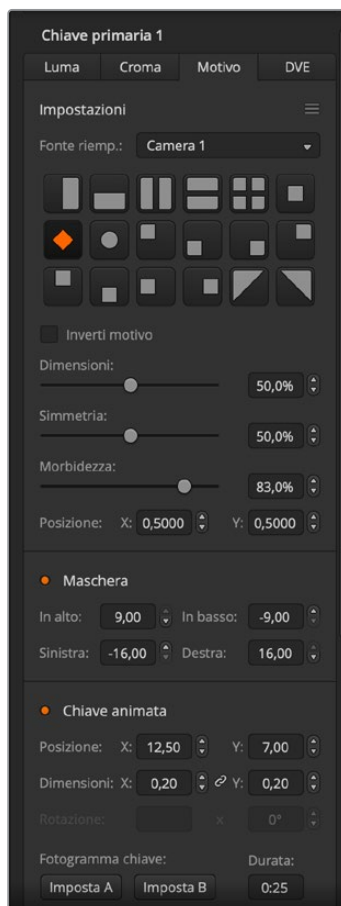 Chiave primaria 1
Luma Croma Motivo DVE
Impostazioni
Fonte riemp.: Camera 1
Inverti motivo
Dimensioni:
50,0%
Simmetria:
50,0%
Morbidezza:
83,0%
Posizione: X: 0,5000 Y: 0,5000
Maschera
In alto: 9,00 In basso: -9,00
Sinistra: -16,00 Destra: 16,00
Chiave animata
Posizione: X: 12,50 Y: 7,00
Dimensioni: X: 0,20 Y: 0,20
Rotazione: x 0°
Fotogramma chiave: Durata:
Imposta A Imposta B 0:25